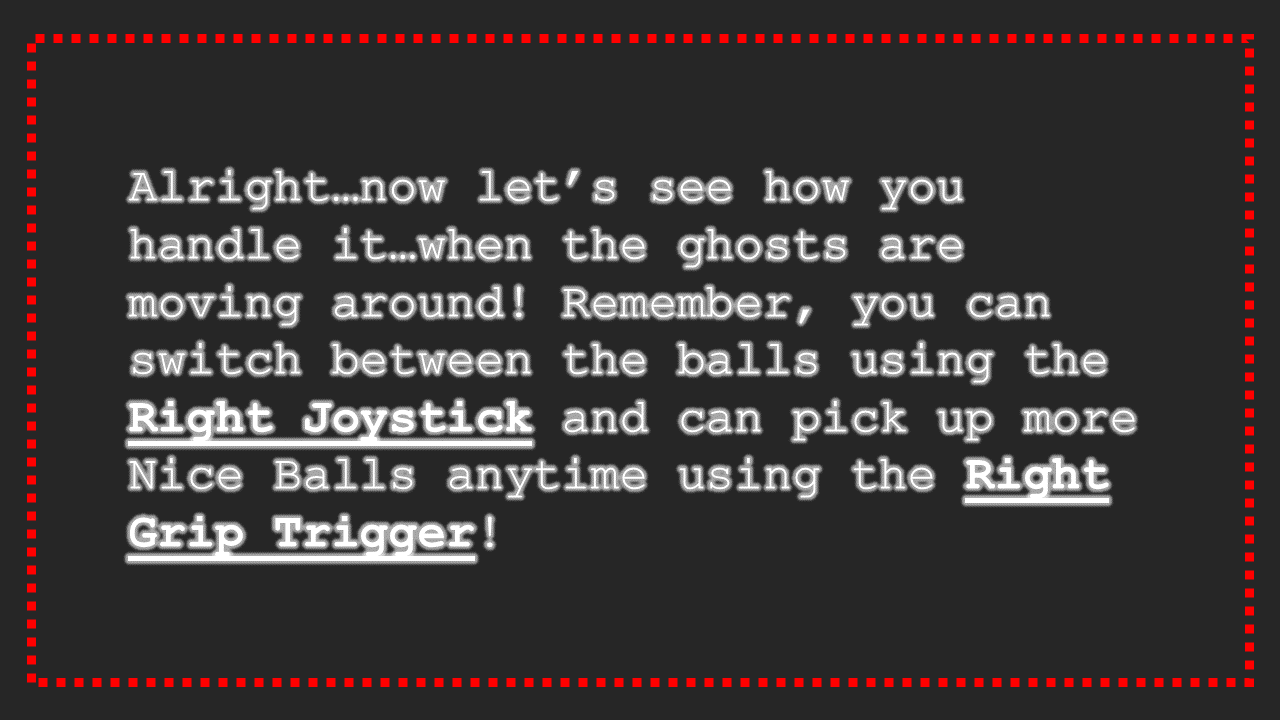 Alright…now let’s see how you
handle it…when the ghosts are
moving around! Remember, you can
switch between the balls using the
Right Joystick and can pick up more
Nice Balls anytime using the Right
Grip Trigger!